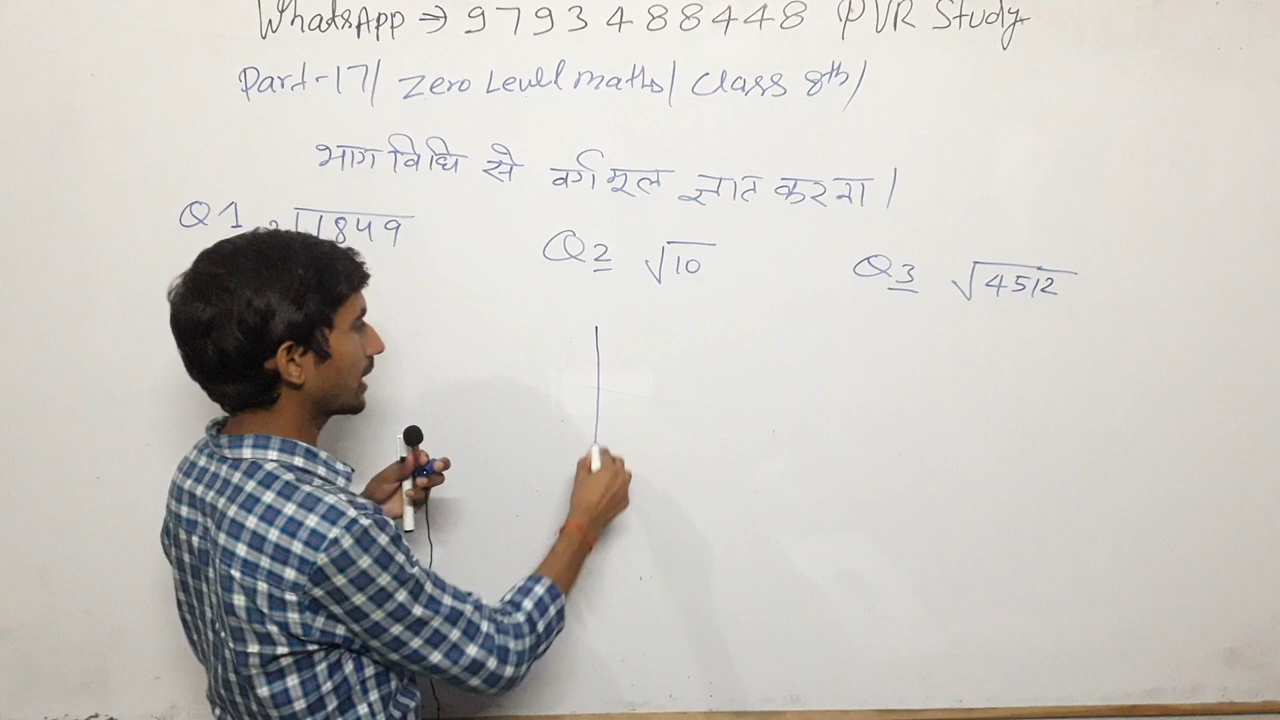 WhatsApp → 9793488448 PVR Study
Part-17/ Zero Level maths/ Class 8th/
भाग विधि से वर्गमूल ज्ञात करना।
Q1 √1849
Q2 √10
Q3 √4512